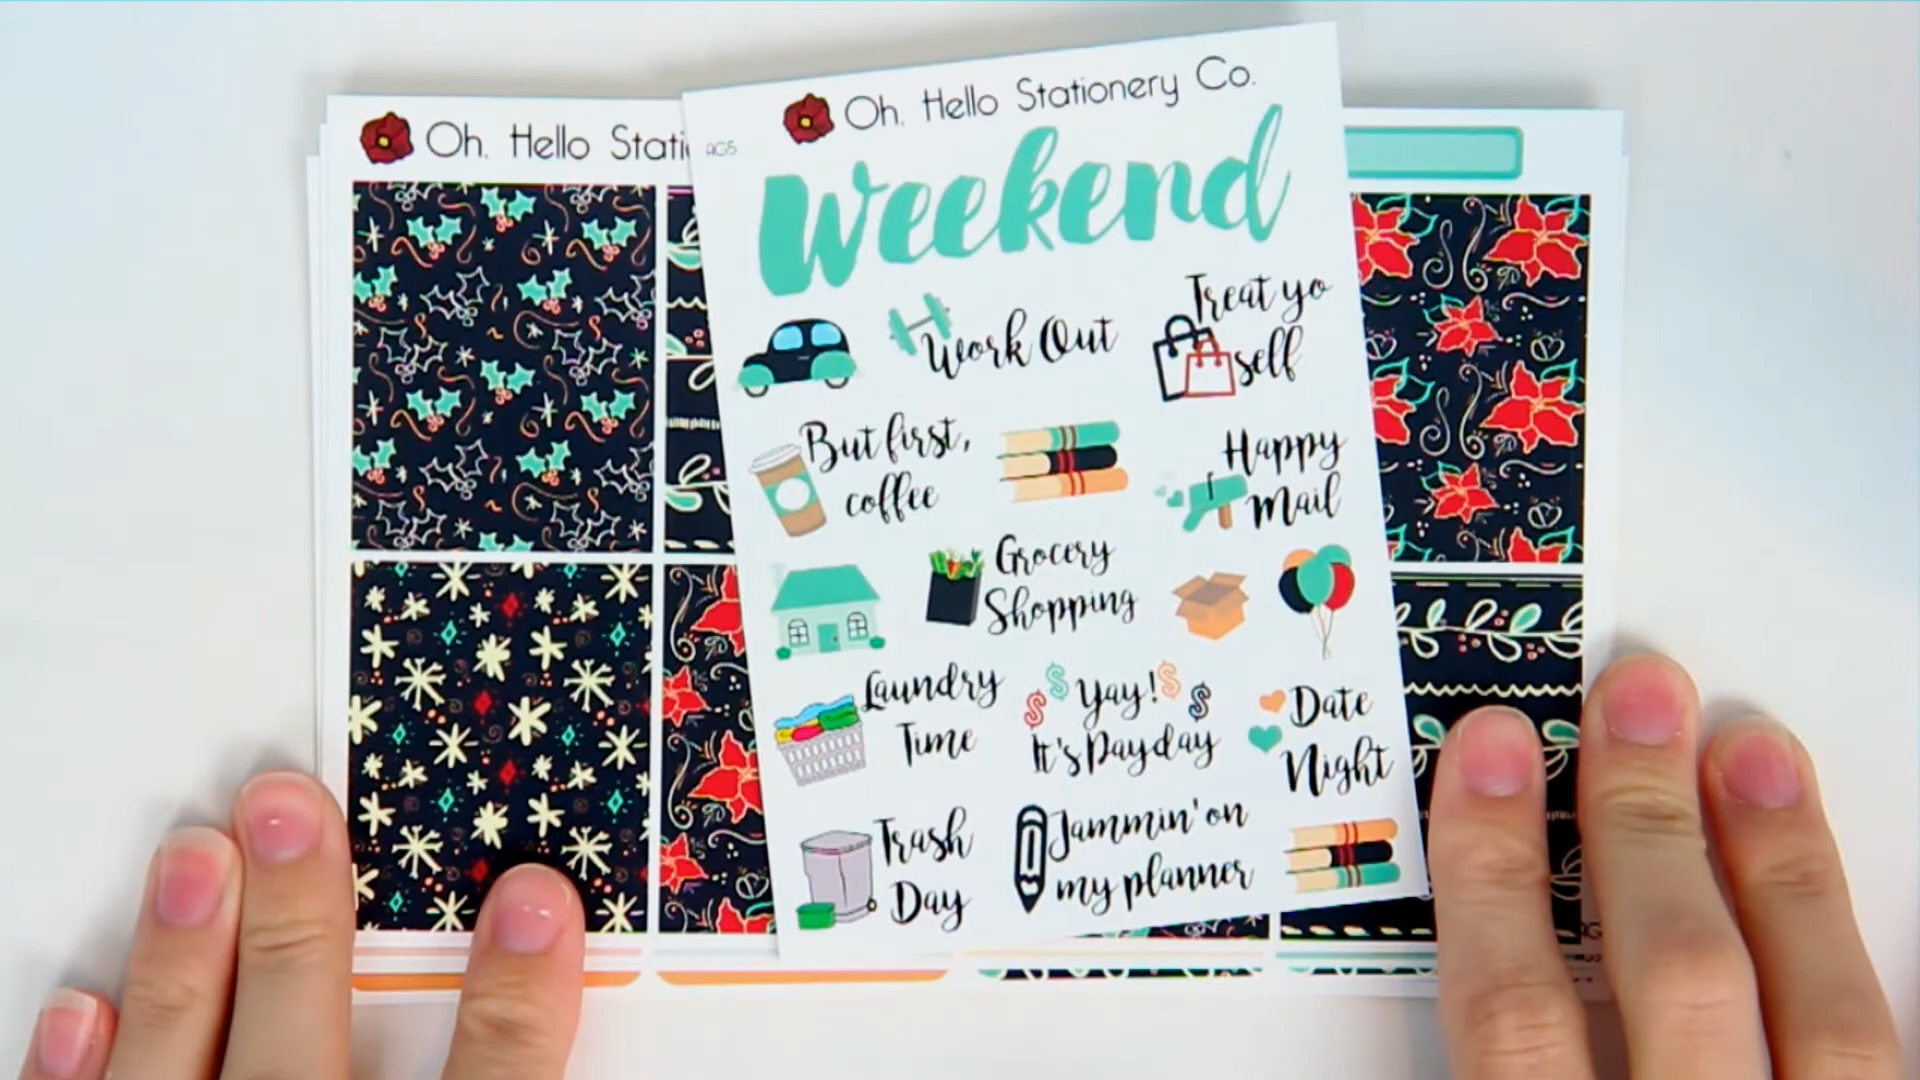 Oh, Hello Stati
AG5
Oh, Hello Stationery Co.
Weekend
Work Out
Treat yo
self
But first,
coffee
Happy
Mail
Grocery
Shopping
Laundry
Time
$ $ Yay! $ $
It's Payday
Date
Night
Trash
Day
Jammin' on
my planner